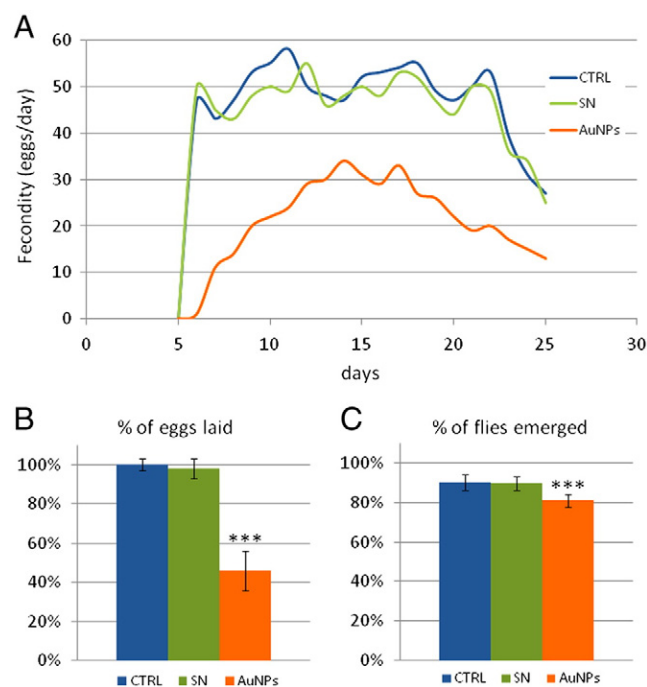 A
Fecondity (eggs/day)
60
50
40
30
20
10
0
0 5 10 15 20 25 30
days
CTRL
SN
AuNPs
B
% of eggs laid
100%
80%
60%
40%
20%
0%
***
CTRL SN AuNPs
C
% of flies emerged
100%
80%
60%
40%
20%
0%
***
CTRL SN AuNPs